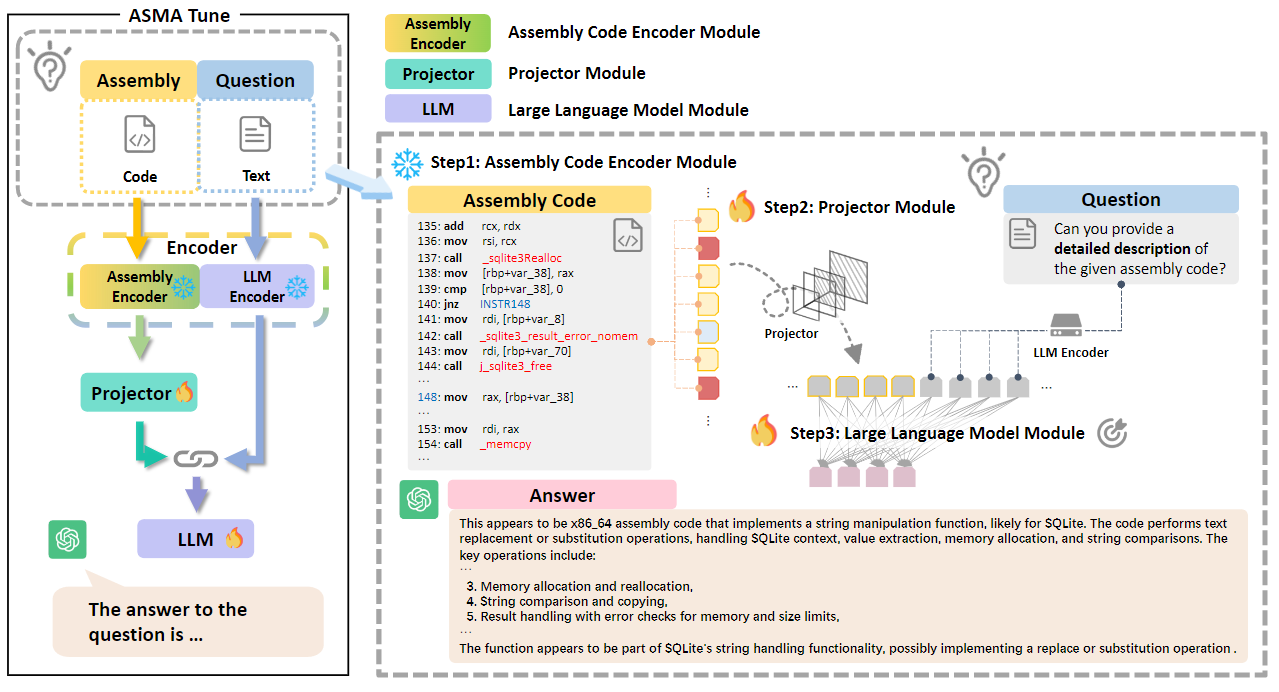 ASMA Tune
Assembly
Question
</>
Code
Text
Encoder
Assembly
Encoder
LLM
Encoder
Projector
LLM
The answer to the
question is ...
Assembly
Encoder
Assembly Code Encoder Module
Projector
Projector Module
LLM
Large Language Model Module
Step1: Assembly Code Encoder Module
Assembly Code
</>
135: add rcx, rdx
136: mov rsi, rcx
137: call _sqlite3Realloc
138: mov [rbp+var_38], rax
139: cmp [rbp+var_38], 0
140: jnz INSTR148
141: mov rdi, [rbp+var_8]
142: call _sqlite3_result_error_nomem
143: mov rdi, [rbp+var_70]
144: call j_sqlite3_free
...
148: mov rax, [rbp+var_38]
...
153: mov rdi, rax
154: call _memcpy
...
Step2: Projector Module
Projector
Question
Can you provide a
detailed description of
the given assembly code?
LLM Encoder
... ...
Step3: Large Language Model Module
Answer
This appears to be x86_64 assembly code that implements a string manipulation function, likely for SQLite. The code performs text
replacement or substitution operations, handling SQLite context, value extraction, memory allocation, and string comparisons. The
key operations include:
...
3. Memory allocation and reallocation,
4. String comparison and copying,
5. Result handling with error checks for memory and size limits,
...
The function appears to be part of SQLite's string handling functionality, possibly implementing a replace or substitution operation .